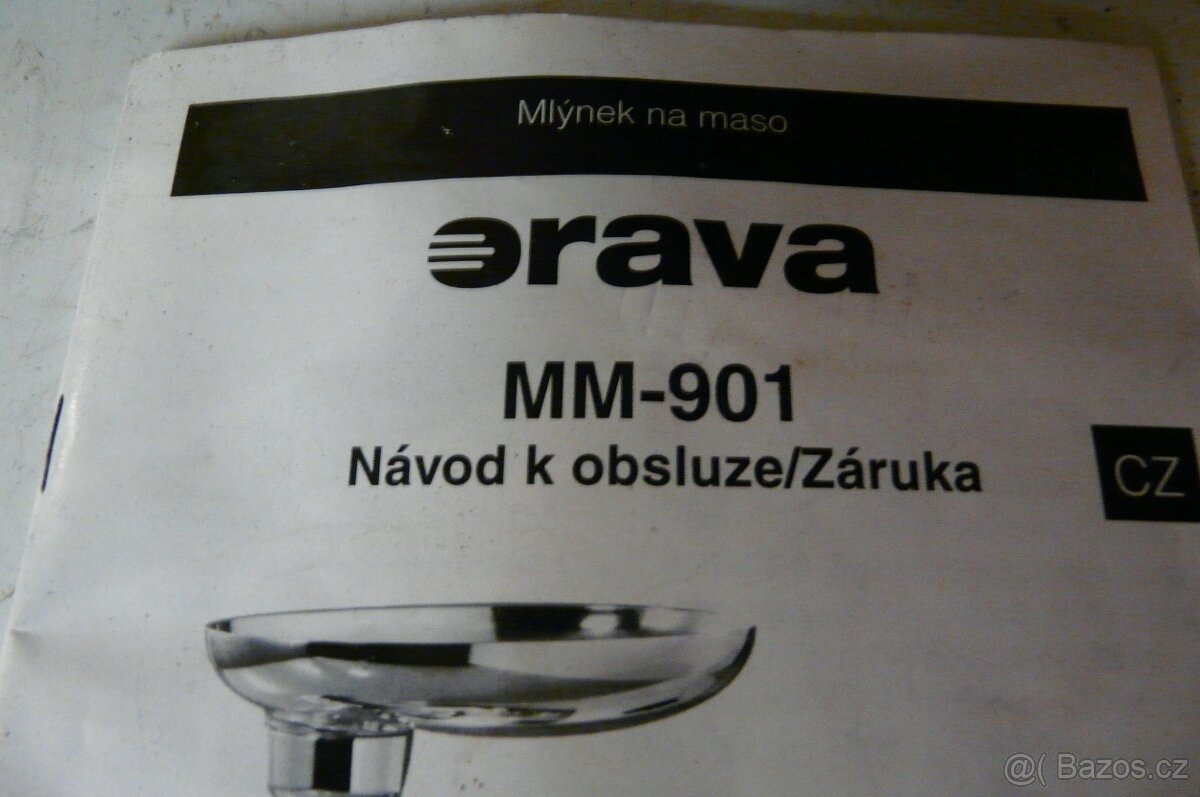 Mlýnek na maso
orava
MM-901
Návod k obsluze/Záruka
CZ
@( Bazos.cz